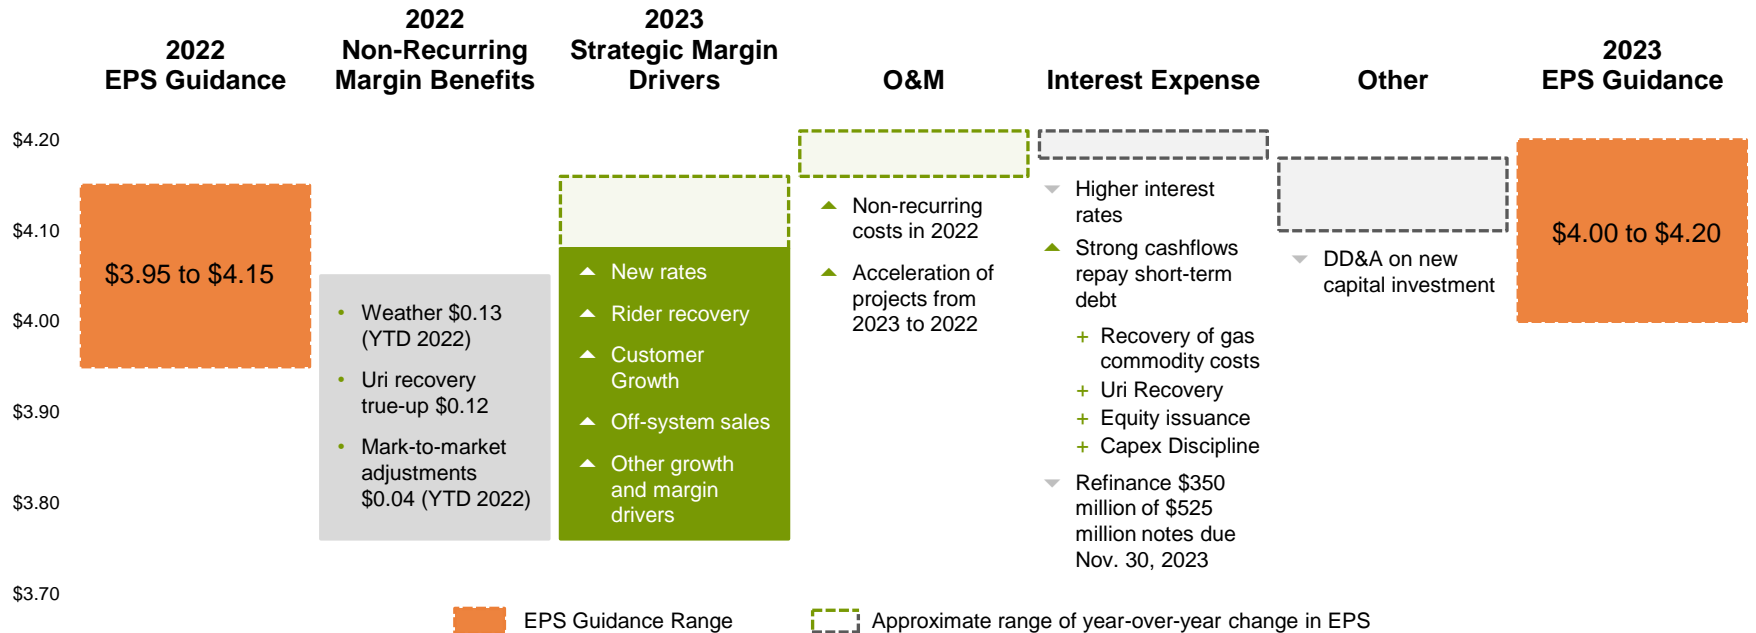 2022
EPS Guidance
2022
Non-Recurring
Margin Benefits
2023
Strategic Margin
Drivers
O&M
Interest Expense
Other
2023
EPS Guidance
$4.20
$4.10
$4.00
$3.90
$3.80
$3.70
$3.95 to $4.15
• Weather $0.13
(YTD 2022)
• Uri recovery
true-up $0.12
• Mark-to-market
adjustments
$0.04 (YTD 2022)
New rates
Rider recovery
Customer
Growth
Off-system sales
Other growth
and margin
drivers
Non-recurring
costs in 2022
Acceleration of
projects from
2023 to 2022
Higher interest
rates
Strong cashflows
repay short-term
debt
+ Recovery of gas
commodity costs
+ Uri Recovery
+ Equity issuance
+ Capex Discipline
Refinance $350
million of $525
million notes due
Nov. 30, 2023
DD&A on new
capital investment
$4.00 to $4.20
EPS Guidance Range
Approximate range of year-over-year change in EPS